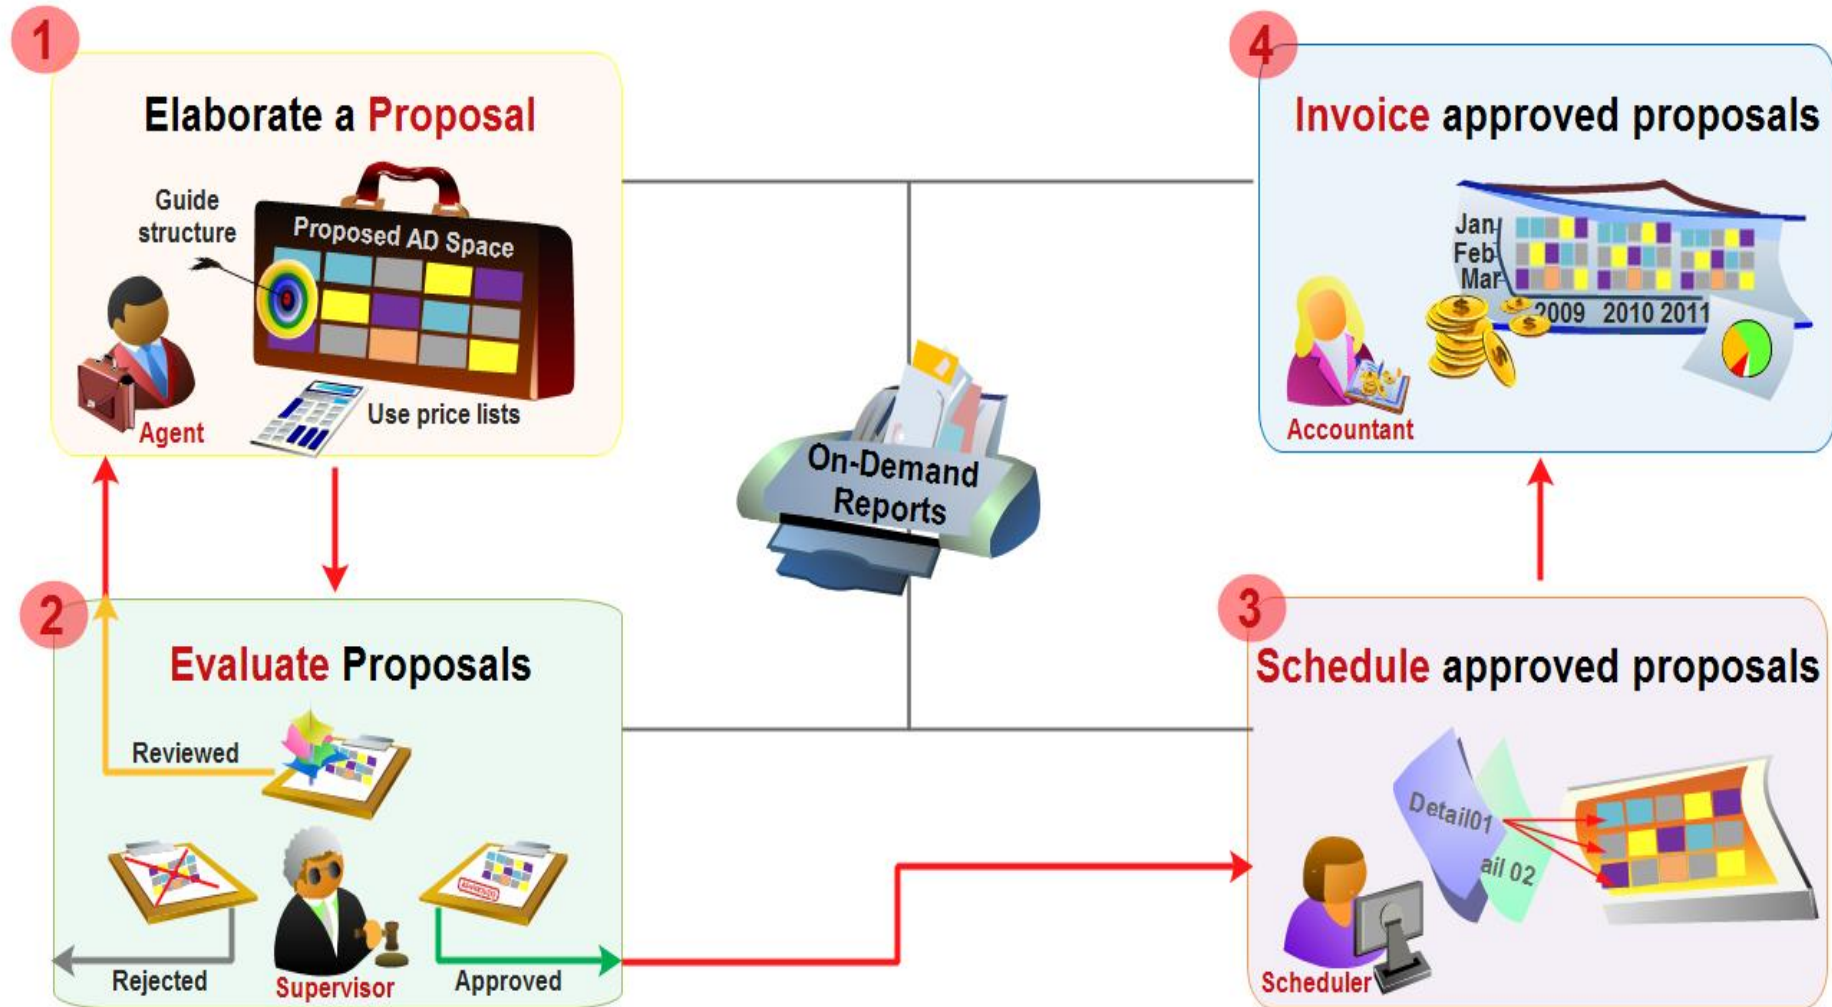 1
Elaborate a Proposal
Guide
structure
Proposed AD Space
Use price lists
Agent
2
Evaluate Proposals
Reviewed
Rejected
Supervisor
Approved
On-Demand
Reports
3
Schedule approved proposals
Detail01
ail 02
Scheduler
4
Invoice approved proposals
Jan
Feb
Mar
2009 2010 2011
Accountant